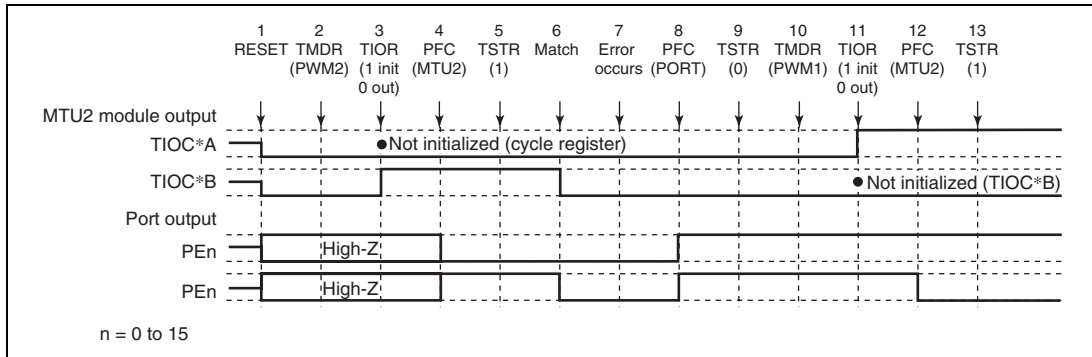 1 2 3 4 5 6 7 8 9 10 11 12 13
RESET TMDR TIOR PFC TSTR Match Error PFC TSTR TMDR TIOR PFC TSTR
(PWM2) (1 init (MTU2) (1) occurs (PORT) (0) (PWM1) (1 init (MTU2) (1)
0 out) 0 out)
MTU2 module output
TIOC*A ●Not initialized (cycle register)
TIOC*B ● Not initialized (TIOC*B)
Port output
PEn High-Z
PEn High-Z
n = 0 to 15